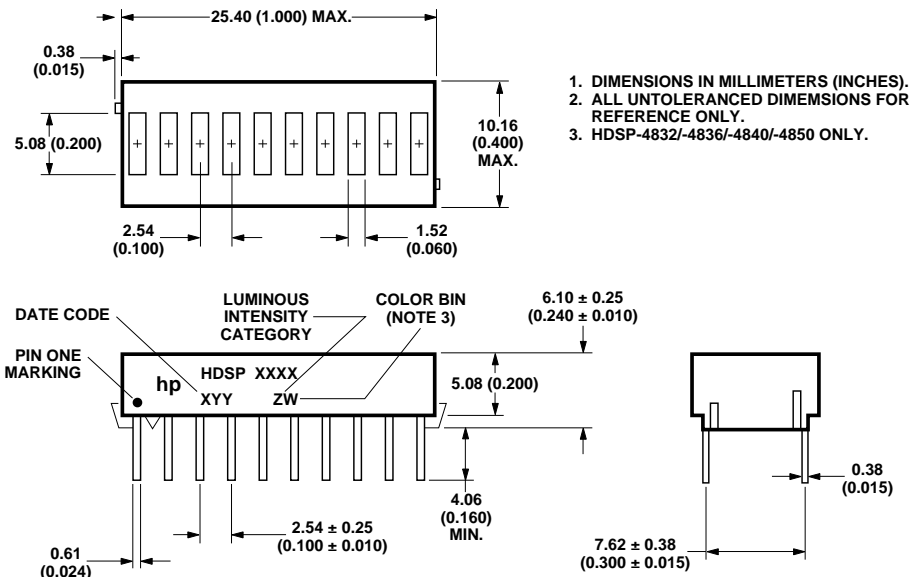 25.40 (1.000) MAX.
0.38
(0.015)
5.08 (0.200)
10.16
(0.400)
MAX.
2.54
(0.100)
1.52
(0.060)
1. DIMENSIONS IN MILLIMETERS (INCHES).
2. ALL UNTOLERANCED DIMEMSIONS FOR
REFERENCE ONLY.
3. HDSP-4832/-4836/-4840/-4850 ONLY.
DATE CODE
LUMINOUS
INTENSITY
CATEGORY
COLOR BIN
(NOTE 3)
6.10 ± 0.25
(0.240 ± 0.010)
PIN ONE
MARKING
hp
HDSP XXXX
XYY
ZW
5.08 (0.200)
4.06
(0.160)
MIN.
0.61
(0.024)
2.54 ± 0.25
(0.100 ± 0.010)
0.38
(0.015)
7.62 ± 0.38
(0.300 ± 0.015)